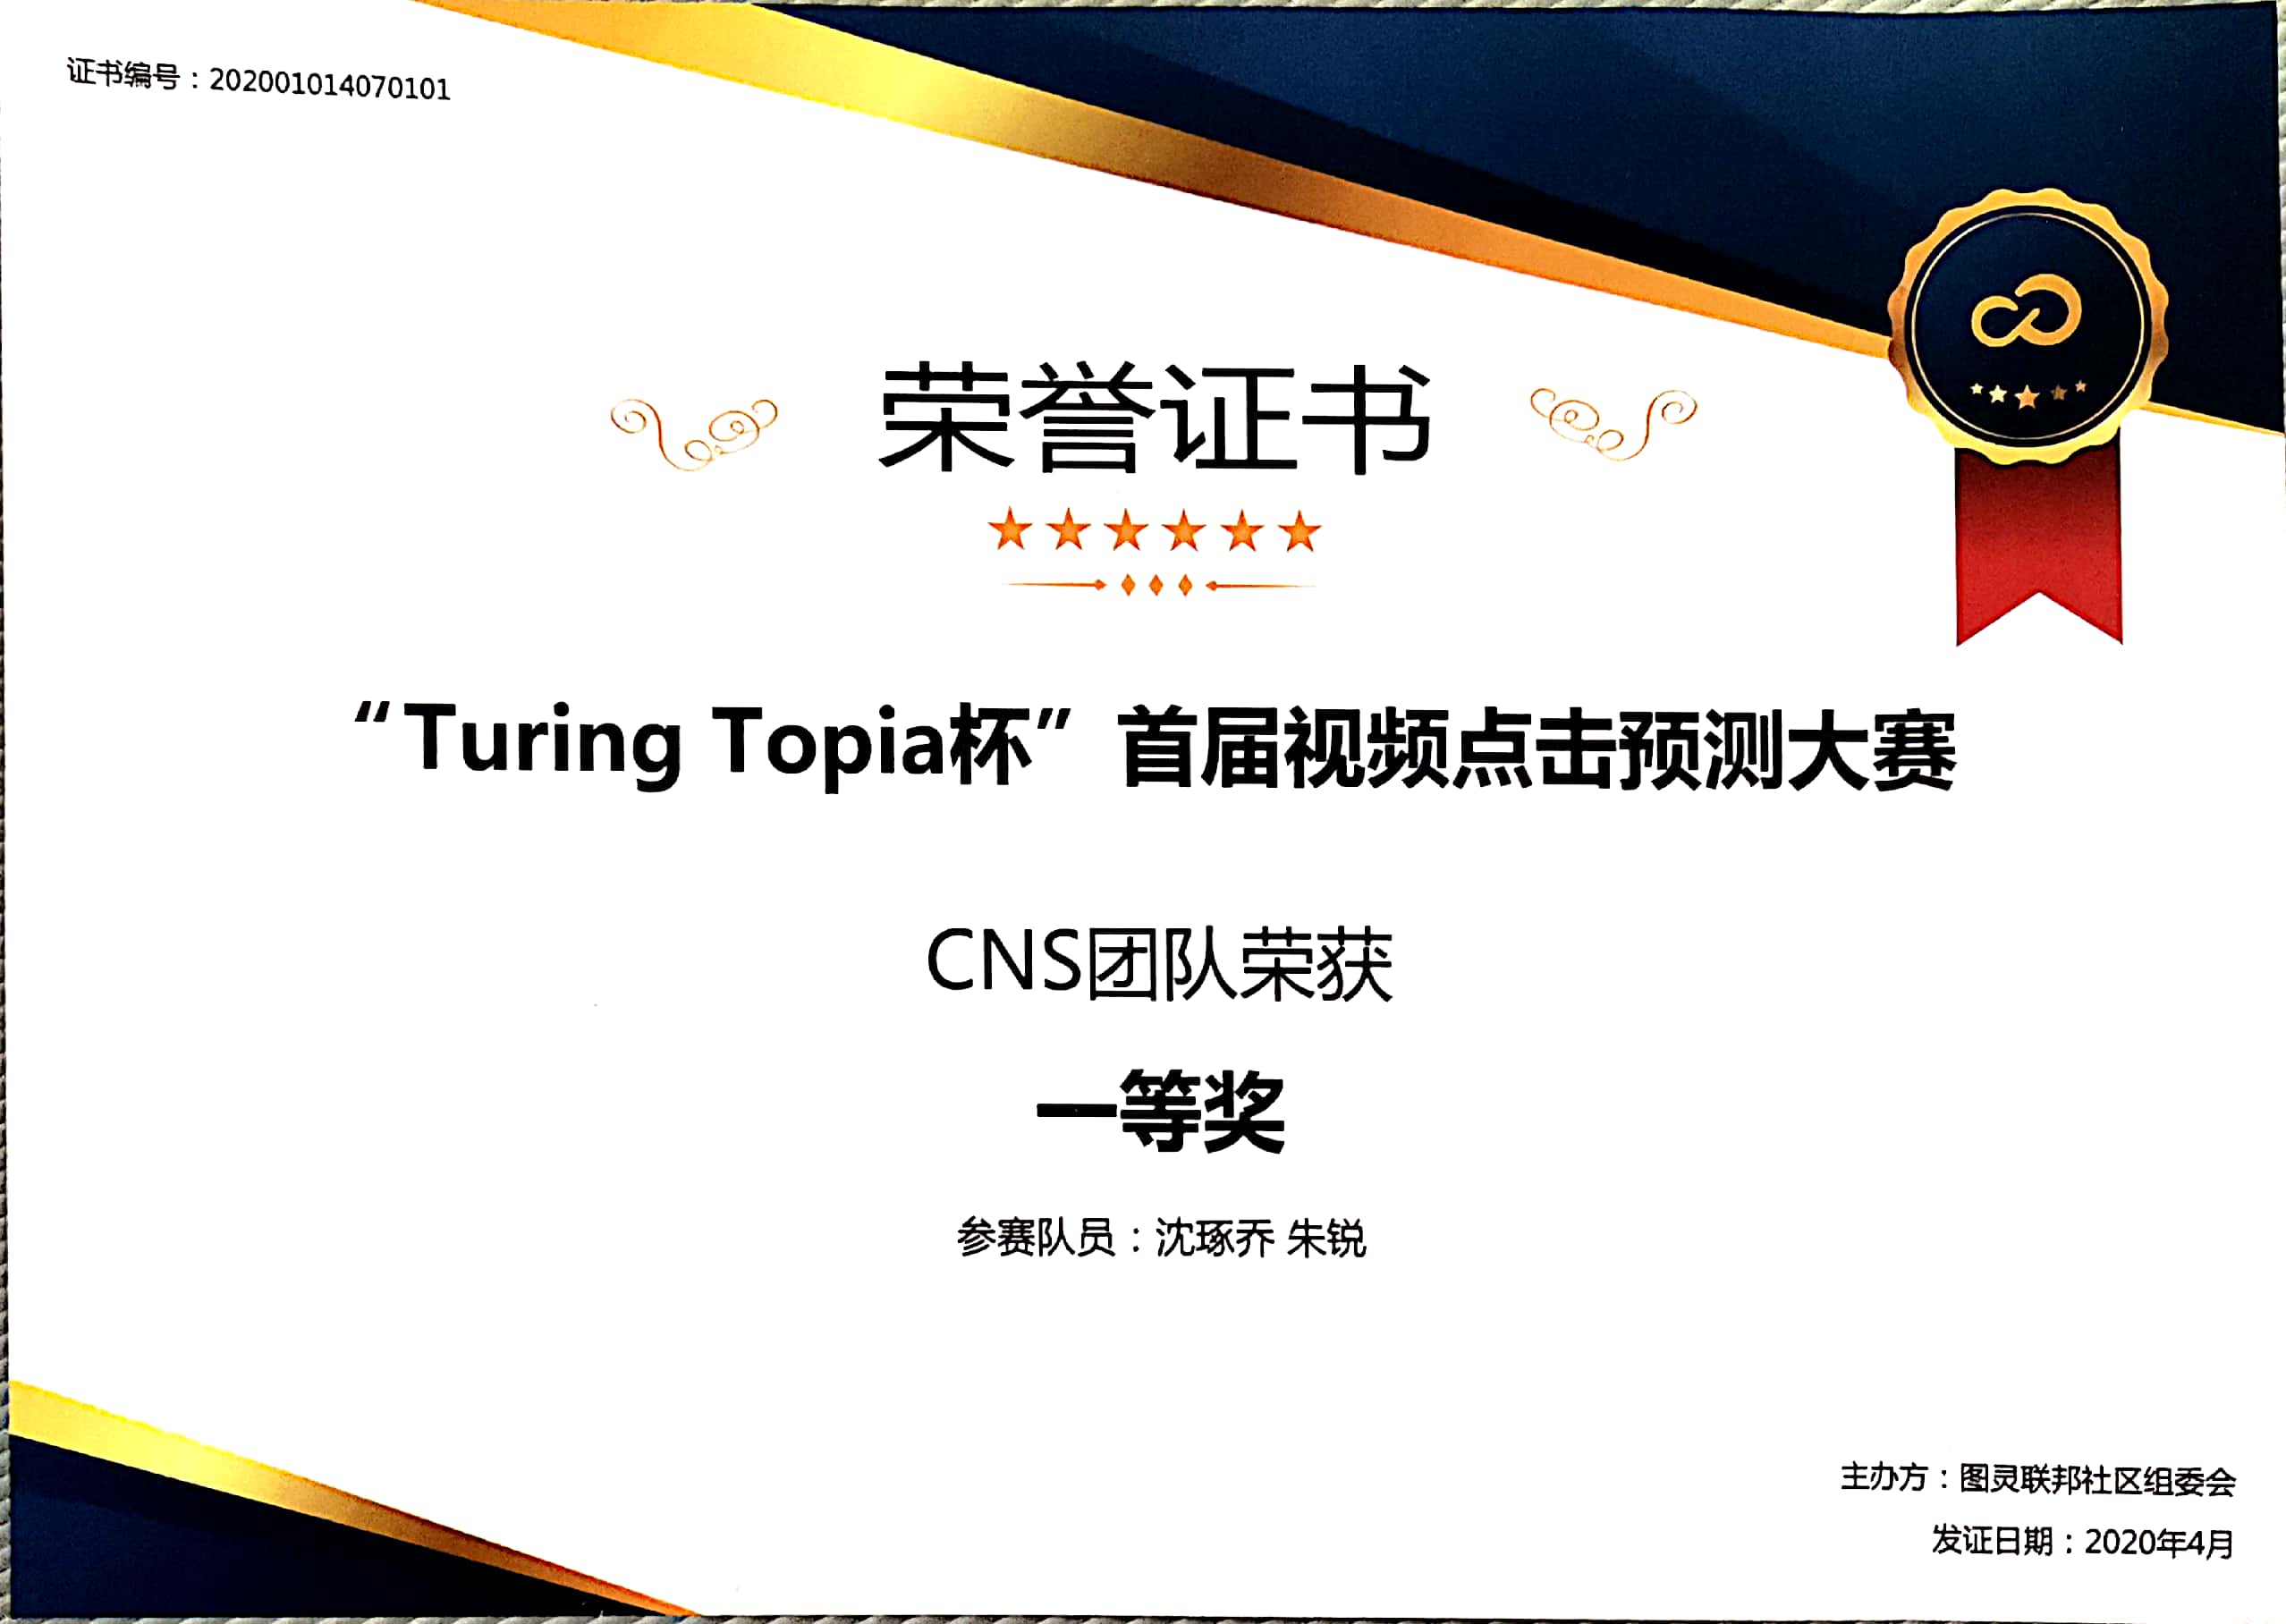 证书编号：202001014070101
荣誉证书
“Turing Topia杯”首届视频点击预测大赛
CNS团队荣获
一等奖
参赛队员：沈琢乔 朱锐
主办方：图灵联邦社区组委会
发证日期：2020年4月